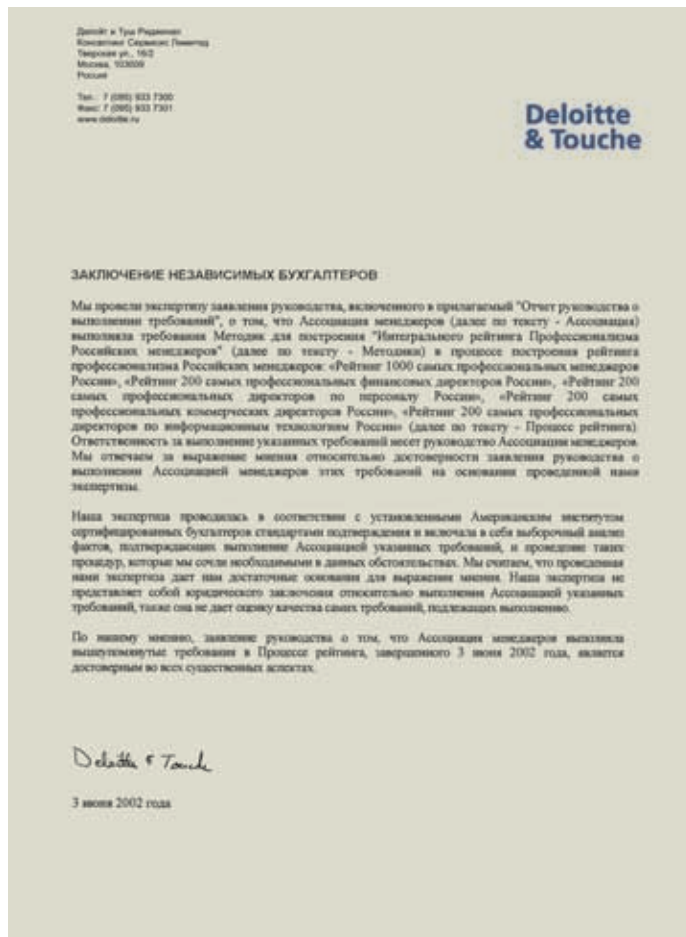 Делойт и Туш Риджинал
Консалтинг Сервисис Лимитед
Тверская ул., 16/2
Москва, 103009
Россия
Тел.: 7 (095) 933 7300
Факс: 7 (095) 933 7301
www.deloitte.ru
Deloitte
& Touche
ЗАКЛЮЧЕНИЕ НЕЗАВИСИМЫХ БУХГАЛТЕРОВ
Мы провели экспертизу заявления руководства, включенного в прилагаемый "Отчет руководства о
выполнении требований", о том, что Ассоциация менеджеров (далее по тексту - Ассоциация)
выполнила требования Методик для построения "Интегрального рейтинга Профессионализма
Российских менеджеров" (далее по тексту - Методики) в процессе построения рейтинга
профессионализма Российских менеджеров: «Рейтинг 1000 самых профессиональных менеджеров
России», «Рейтинг 200 самых профессиональных финансовых директоров России», «Рейтинг 200
самых профессиональных директоров по персоналу России», «Рейтинг 200 самых
профессиональных коммерческих директоров России», «Рейтинг 200 самых профессиональных
директоров по информационным технологиям России» (далее по тексту - Процесс рейтинга).
Ответственность за выполнение указанных требований несет руководство Ассоциации менеджеров.
Мы отвечаем за выражение мнения относительно достоверности заявления руководства о
выполнении Ассоциацией менеджеров этих требований на основании проведенной нами
экспертизы.
Наша экспертиза проводилась в соответствии с установленными Американским институтом
сертифицированных бухгалтеров стандартами подтверждения и включала в себя выборочный анализ
фактов, подтверждающих выполнение Ассоциацией указанных требований, и проведение таких
процедур, которые мы сочли необходимыми в данных обстоятельствах. Мы считаем, что проведенная
нами экспертиза дает нам достаточные основания для выражения мнения. Наша экспертиза не
представляет собой юридического заключения относительно выполнения Ассоциацией указанных
требований, также она не дает оценку качества самих требований, подлежащих выполнению.
По нашему мнению, заявление руководства о том, что Ассоциация менеджеров выполнила
вышеупомянутые требования в Процессе рейтинга, завершенного 3 июня 2002 года, является
достоверным во всех существенных аспектах.
Deloitte & Touche
3 июня 2002 года